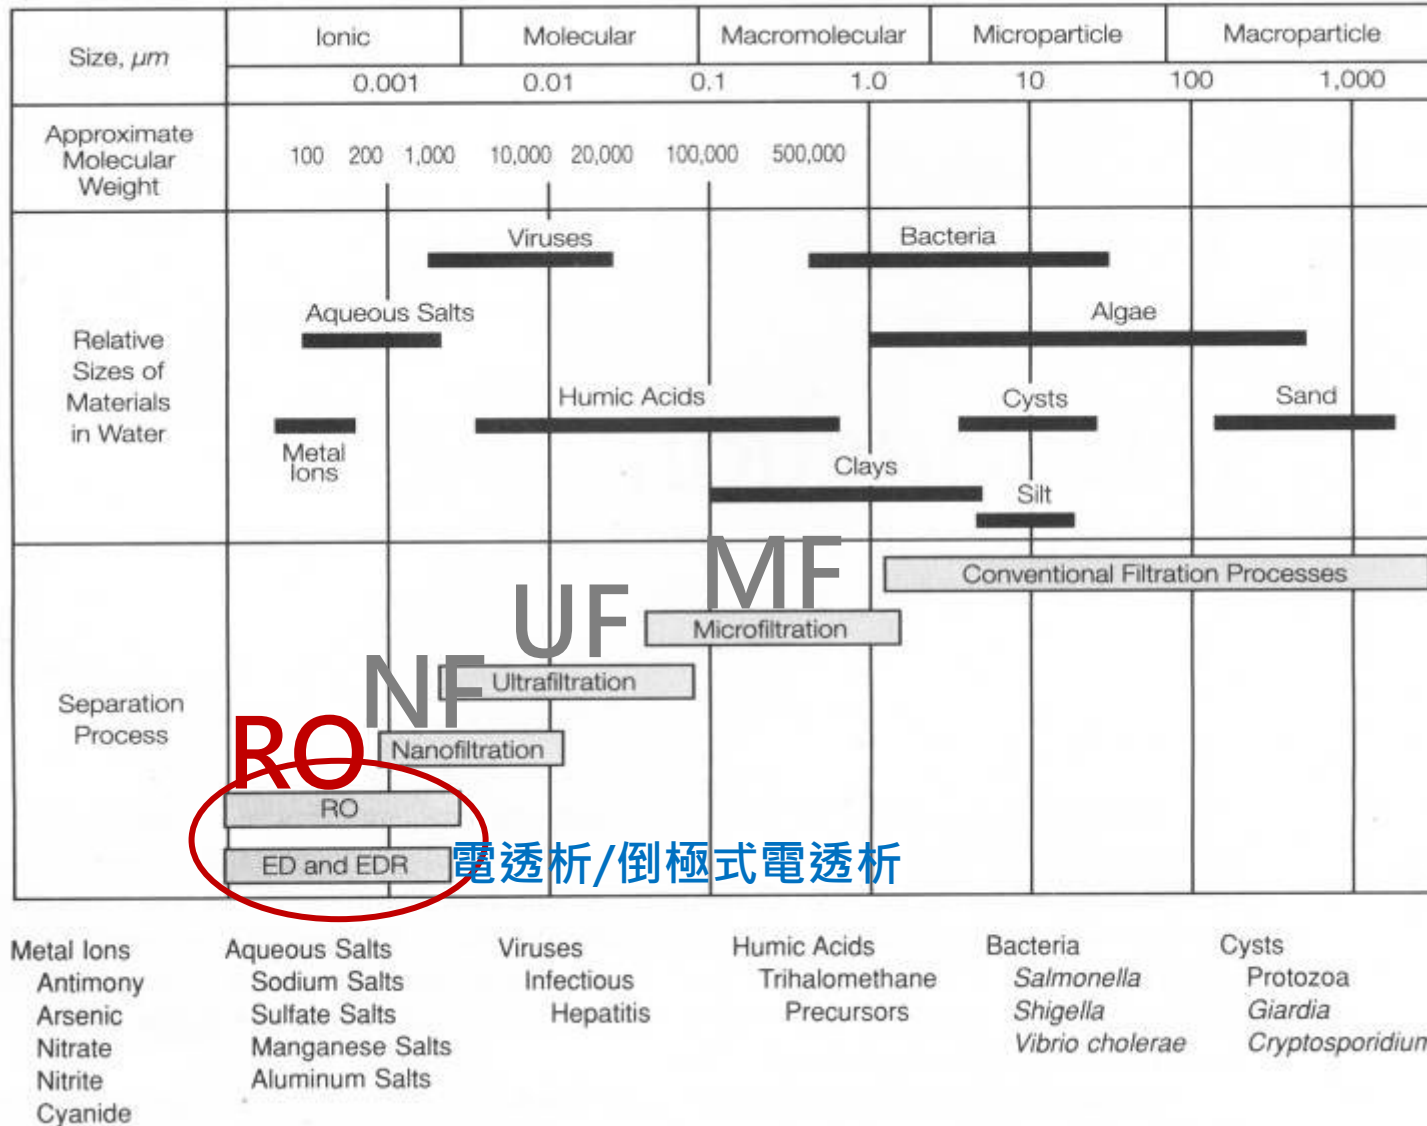 Size, μm
Ionic
Molecular
Macromolecular
Microparticle
Macroparticle
0.001
0.01
0.1
1.0
10
100
1,000
Approximate
Molecular
Weight
100
200
1,000
10,000
20,000
100,000
500,000
Relative
Sizes of
Materials
in Water
Viruses
Bacteria
Aqueous Salts
Algae
Humic Acids
Cysts
Sand
Metal
Ions
Clays
Silt
Separation
Process
MF
Conventional Filtration Processes
UF
Microfiltration
NF
Ultrafiltration
RO
Nanofiltration
RO
ED and EDR
電透析/倒極式電透析
Metal Ions
Antimony
Arsenic
Nitrate
Nitrite
Cyanide
Aqueous Salts
Sodium Salts
Sulfate Salts
Manganese Salts
Aluminum Salts
Viruses
Infectious
Hepatitis
Humic Acids
Trihalomethane
Precursors
Bacteria
Salmonella
Shigella
Vibrio cholerae
Cysts
Protozoa
Giardia
Cryptosporidium